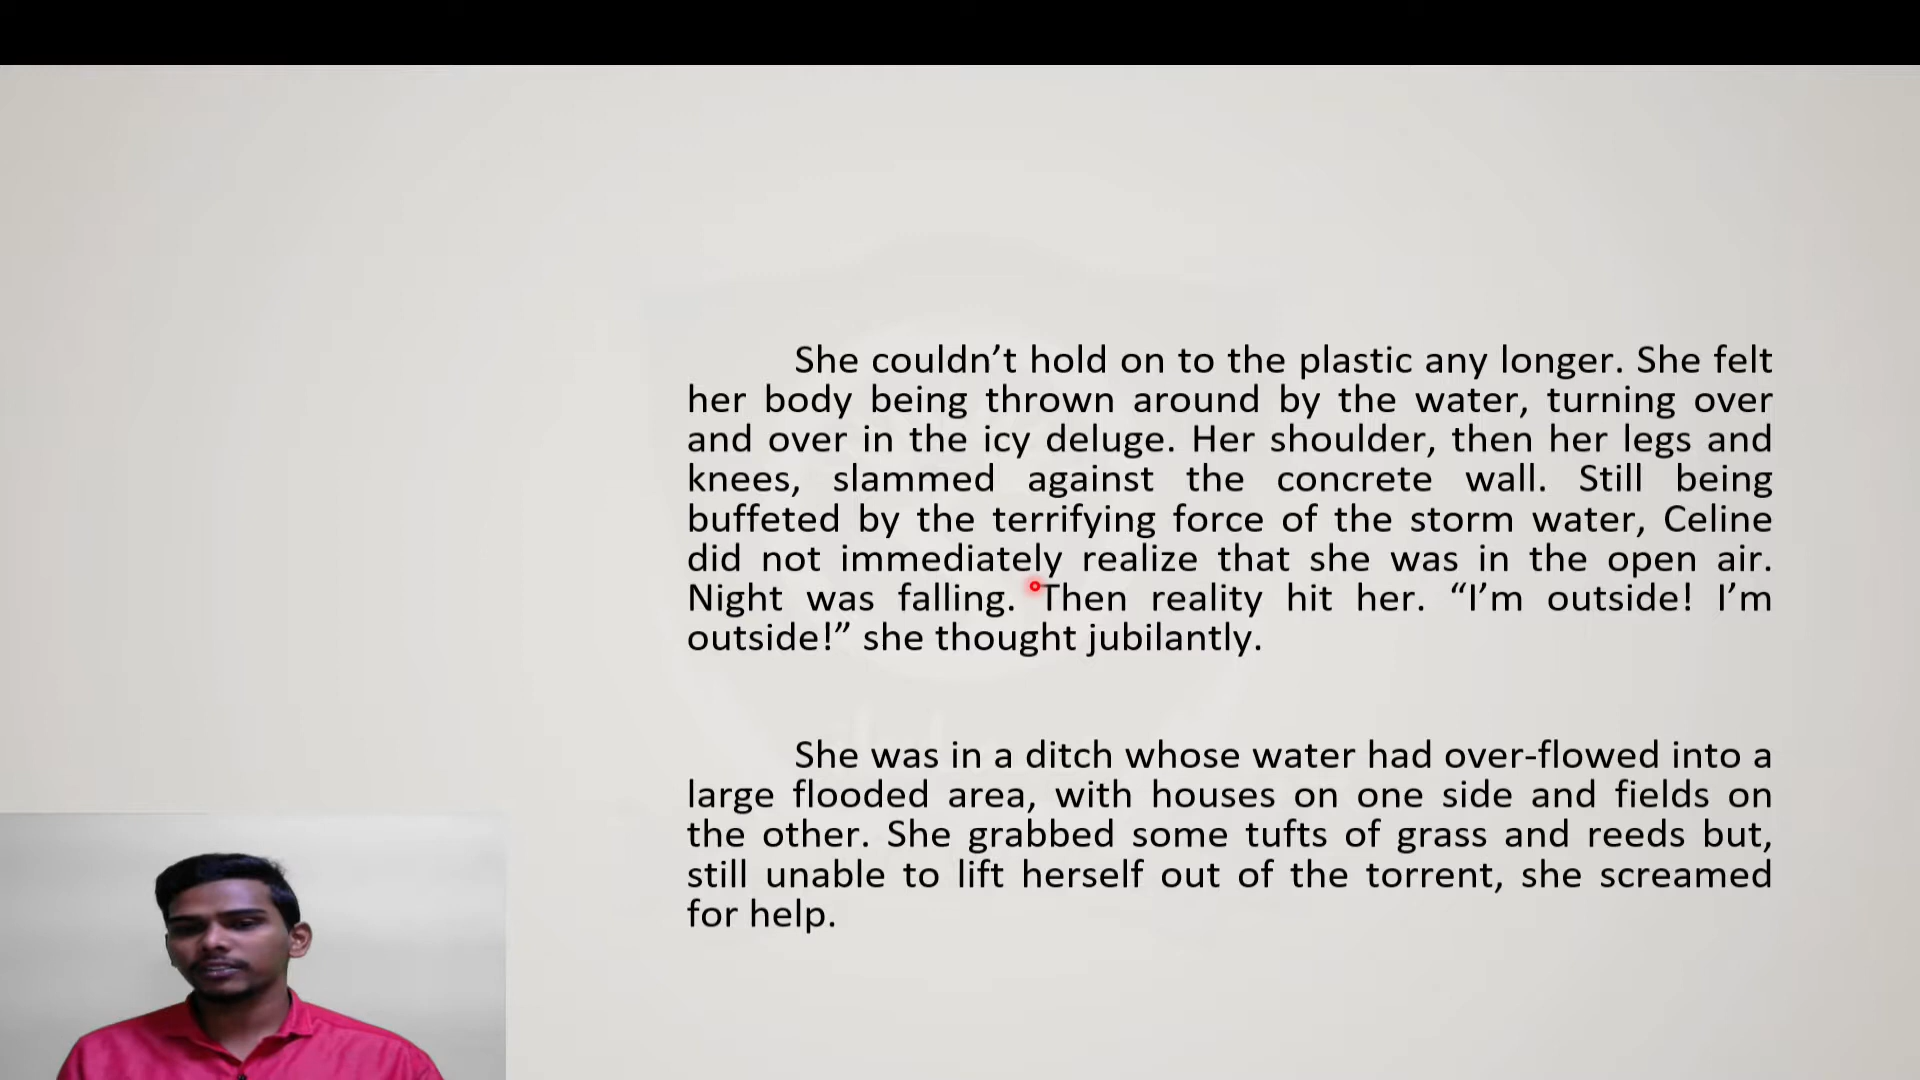 She couldn’t hold on to the plastic any longer. She felt
her body being thrown around by the water, turning over
and over in the icy deluge. Her shoulder, then her legs and
knees, slammed against the concrete wall. Still being
buffeted by the terrifying force of the storm water, Celine
did not immediately realize that she was in the open air.
Night was falling. Then reality hit her. “I’m outside! I’m
outside!” she thought jubilantly.
She was in a ditch whose water had over-flowed into a
large flooded area, with houses on one side and fields on
the other. She grabbed some tufts of grass and reeds but,
still unable to lift herself out of the torrent, she screamed
for help.